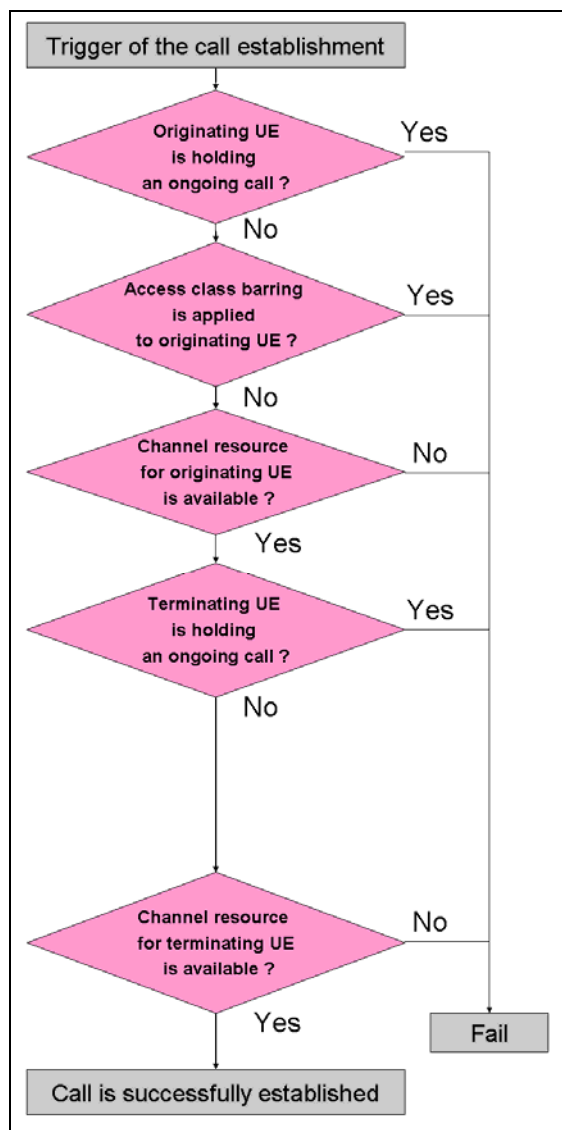 Trigger of the call establishment
Originating UE
is holding
an ongoing call ?
Yes
No
Access class barring
is applied
to originating UE ?
Yes
No
Channel resource
for originating UE
is available ?
No
Yes
Terminating UE
is holding
an ongoing call ?
Yes
No
Channel resource
for terminating UE
is available ?
No
Yes
Fail
Call is successfully established